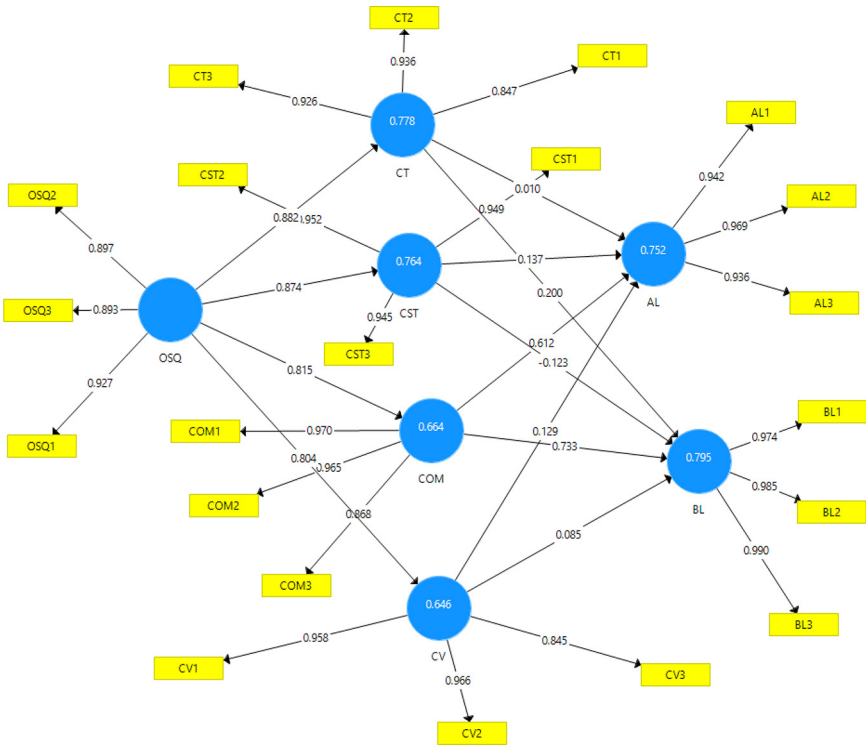 CT2
CT1
CT3
0.936
0.847
0.926
0.778
CT
AL1
CST1
CST2
OSQ2
0.942
AL2
0.010
0.949
0.882
0.952
0.897
0.969
0.752
0.764
0.137
0.874
0.936
AL
0.200
AL3
OSQ3
0.893
CST
0.945
OSQ
CST3
0.612
-0.123
0.815
0.927
BL1
0.974
OSQ1
COM1
0.970
0.664
0.129
0.733
0.795
0.804
0.965
COM
0.985
BL2
COM2
BL
0.868
0.085
0.990
COM3
0.646
BL3
0.958
CV
0.845
CV1
0.966
CV3
CV2